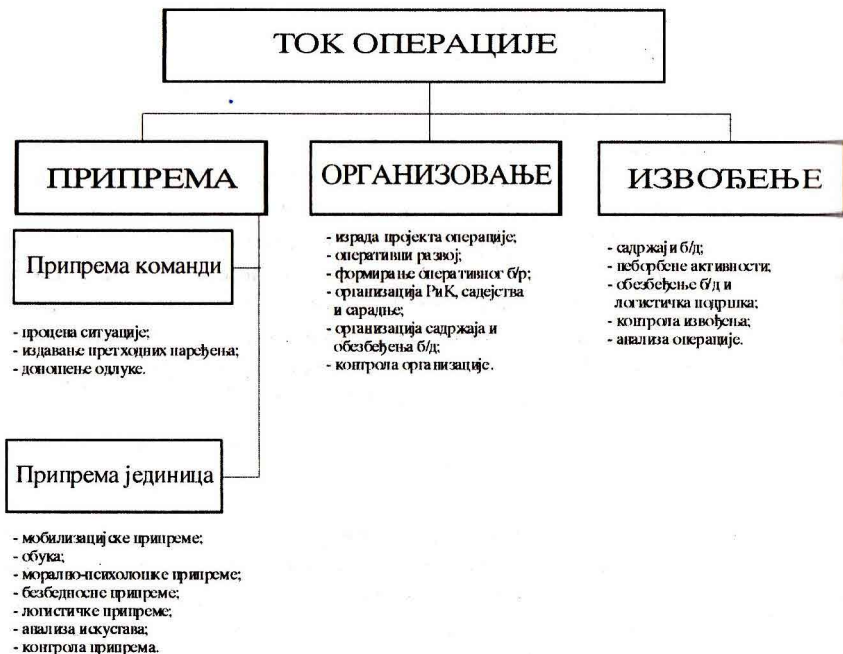 ТОК ОПЕРАЦИЈЕ
ПРИПРЕМА
Припрема команди
- процена ситуације;
- издавање претходних наређења;
- доношење одлуке.
Припрема јединица
- мобилизацијске припреме;
- обука;
- морално-психолошке припреме;
- безбедносне припреме;
- логистичке припреме;
- анализа искустава;
- контрола припрема.
ОРГАНИЗОВАЊЕ
- израда пројекта операције;
- оперативни развој;
- формирање оперативног б/р;
- организација РиК, садејства
и сарадње;
- организација садржаја и
обезбеђења б/д;
- контрола организације.
ИЗВОЂЕЊЕ
- садржаји б/д;
- неборбене активности;
- обезбеђење б/д и
логистичка подршка;
- контрола извођења;
- анализа операције.